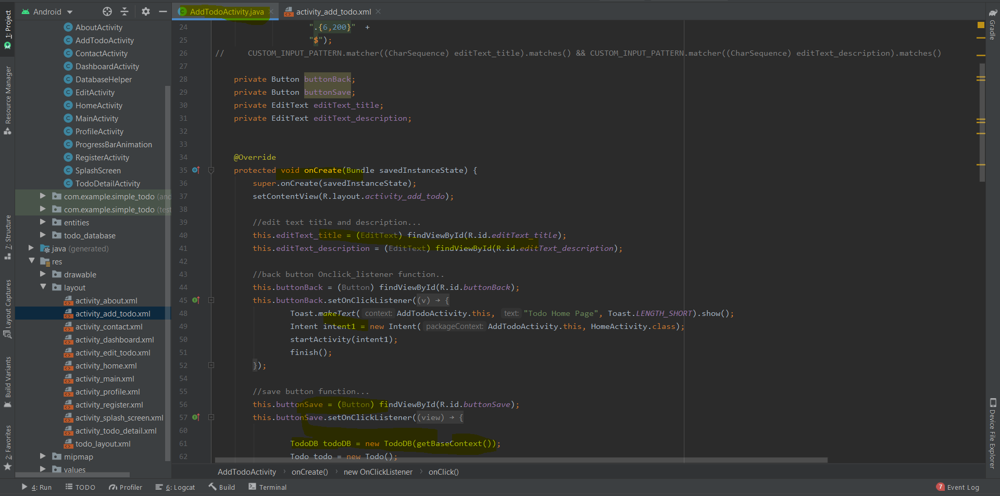 Android
AddTodoActivity.java
activity_add_todo.xml
1: Project
Resource Manager
7: Structure
Layout Captures
Build Variants
2: Favorites
AboutActivity
AddTodoActivity
ContactActivity
DashboardActivity
DatabaseHelper
EditActivity
HomeActivity
MainActivity
ProfileActivity
ProgressBarAnimation
RegisterActivity
SplashScreen
TodoDetailActivity
com.example.simple_todo (and
com.example.simple_todo (test
entities
todo_database
java (generated)
res
drawable
layout
activity_about.xml
activity_add_todo.xml
activity_contact.xml
activity_dashboard.xml
activity_edit_todo.xml
activity_home.xml
activity_main.xml
activity_profile.xml
activity_register.xml
activity_splash_screen.xml
activity_todo_detail.xml
todo_layout.xml
mipmap
values
24 ".{6,200}" +
25 "$");
26 // CUSTOM_INPUT_PATTERN.matcher((CharSequence) editText_title).matches() && CUSTOM_INPUT_PATTERN.matcher((CharSequence) editText_description).matches()
27
28 private Button buttonBack;
29 private Button buttonSave;
30 private EditText editText_title;
31 private EditText editText_description;
32
33
34 @Override
35 protected void onCreate(Bundle savedInstanceState) {
36 super.onCreate(savedInstanceState);
37 setContentView(R.layout.activity_add_todo);
38
39 //edit text title and description...
40 this.editText_title = (EditText) findViewById(R.id.editText_title);
41 this.editText_description = (EditText) findViewById(R.id.editText_description);
42
43 //back button Onclick_listener function..
44 this.buttonBack = (Button) findViewById(R.id.buttonBack);
45 this.buttonBack.setOnClickListener((v) → {
48 Toast.makeText( context: AddTodoActivity.this, text: "Todo Home Page", Toast.LENGTH_SHORT).show();
49 Intent intent1 = new Intent( packageContext: AddTodoActivity.this, HomeActivity.class);
50 startActivity(intent1);
51 finish();
52 });
54
55 //save button function...
56 this.buttonSave = (Button) findViewById(R.id.buttonSave);
57 this.buttonSave.setOnClickListener((view) → {
60
61 TodoDB todoDB = new TodoDB(getBaseContext());
62 Todo todo = new Todo();
Gradle
Device File Explorer
AddTodoActivity › onCreate() › new OnClickListener › onClick()
4: Run TODO Profiler 6: Logcat Build Terminal 7 Event Log